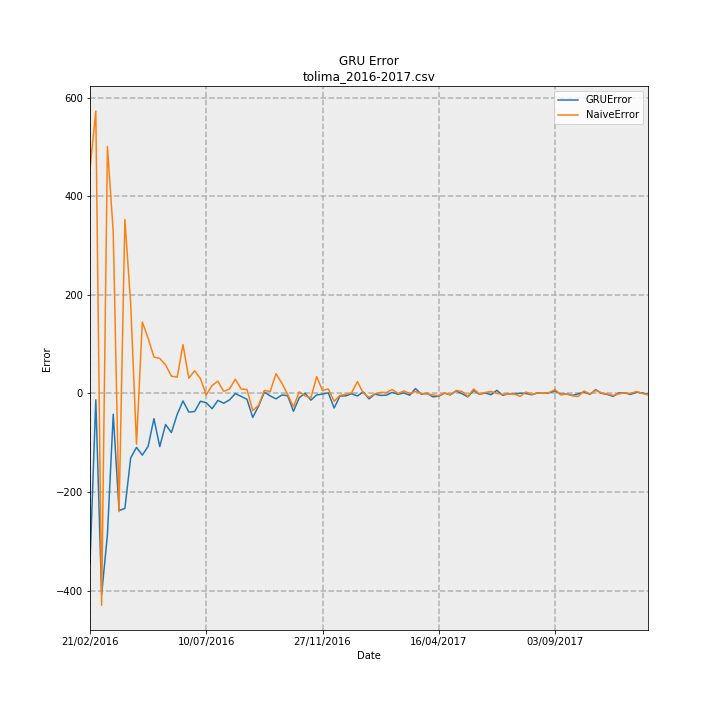 GRU Error
tolima_2016-2017.csv
GRUError
NaiveError
600
400
200
0
−200
−400
Error
21/02/2016
10/07/2016
27/11/2016
16/04/2017
03/09/2017
Date